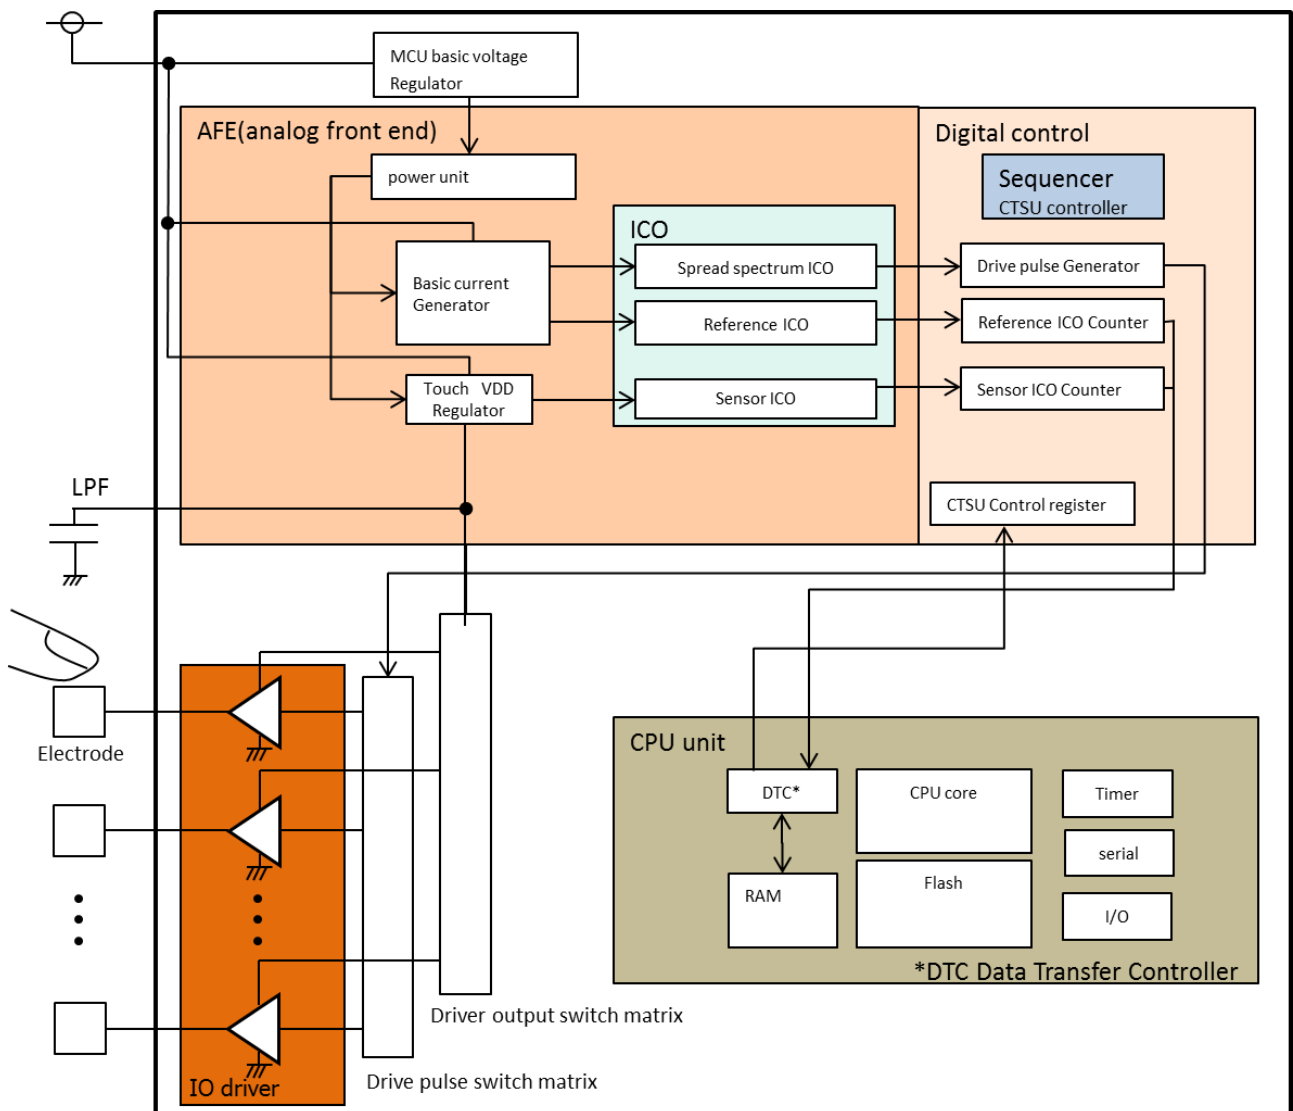 MCU basic voltage
Regulator
AFE(analog front end)
Digital control
power unit
Sequencer
CTSU controller
ICO
Basic current
Generator
Spread spectrum ICO
Drive pulse Generator
Reference ICO
Reference ICO Counter
Touch VDD
Regulator
Sensor ICO
Sensor ICO Counter
LPF
CTSU Control register
Electrode
CPU unit
DTC*
CPU core
Timer
serial
RAM
Flash
I/O
*DTC Data Transfer Controller
Driver output switch matrix
IO driver
Drive pulse switch matrix